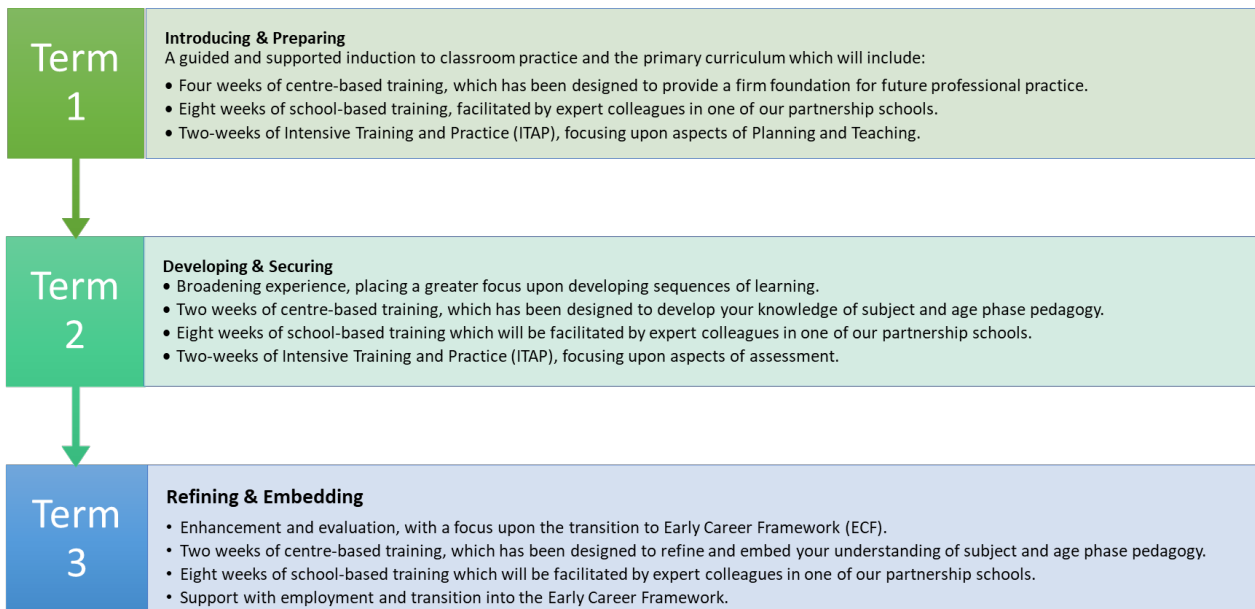 Term
1
Introducing & Preparing
A guided and supported induction to classroom practice and the primary curriculum which will include:
• Four weeks of centre-based training, which has been designed to provide a firm foundation for future professional practice.
• Eight weeks of school-based training, facilitated by expert colleagues in one of our partnership schools.
• Two-weeks of Intensive Training and Practice (ITAP), focusing upon aspects of Planning and Teaching.
Term
2
Developing & Securing
• Broadening experience, placing a greater focus upon developing sequences of learning.
• Two weeks of centre-based training, which has been designed to develop your knowledge of subject and age phase pedagogy.
• Eight weeks of school-based training which will be facilitated by expert colleagues in one of our partnership schools.
• Two-weeks of Intensive Training and Practice (ITAP), focusing upon aspects of assessment.
Term
3
Refining & Embedding
• Enhancement and evaluation, with a focus upon the transition to Early Career Framework (ECF).
• Two weeks of centre-based training, which has been designed to refine and embed your understanding of subject and age phase pedagogy.
• Eight weeks of school-based training which will be facilitated by expert colleagues in one of our partnership schools.
• Support with employment and transition into the Early Career Framework.